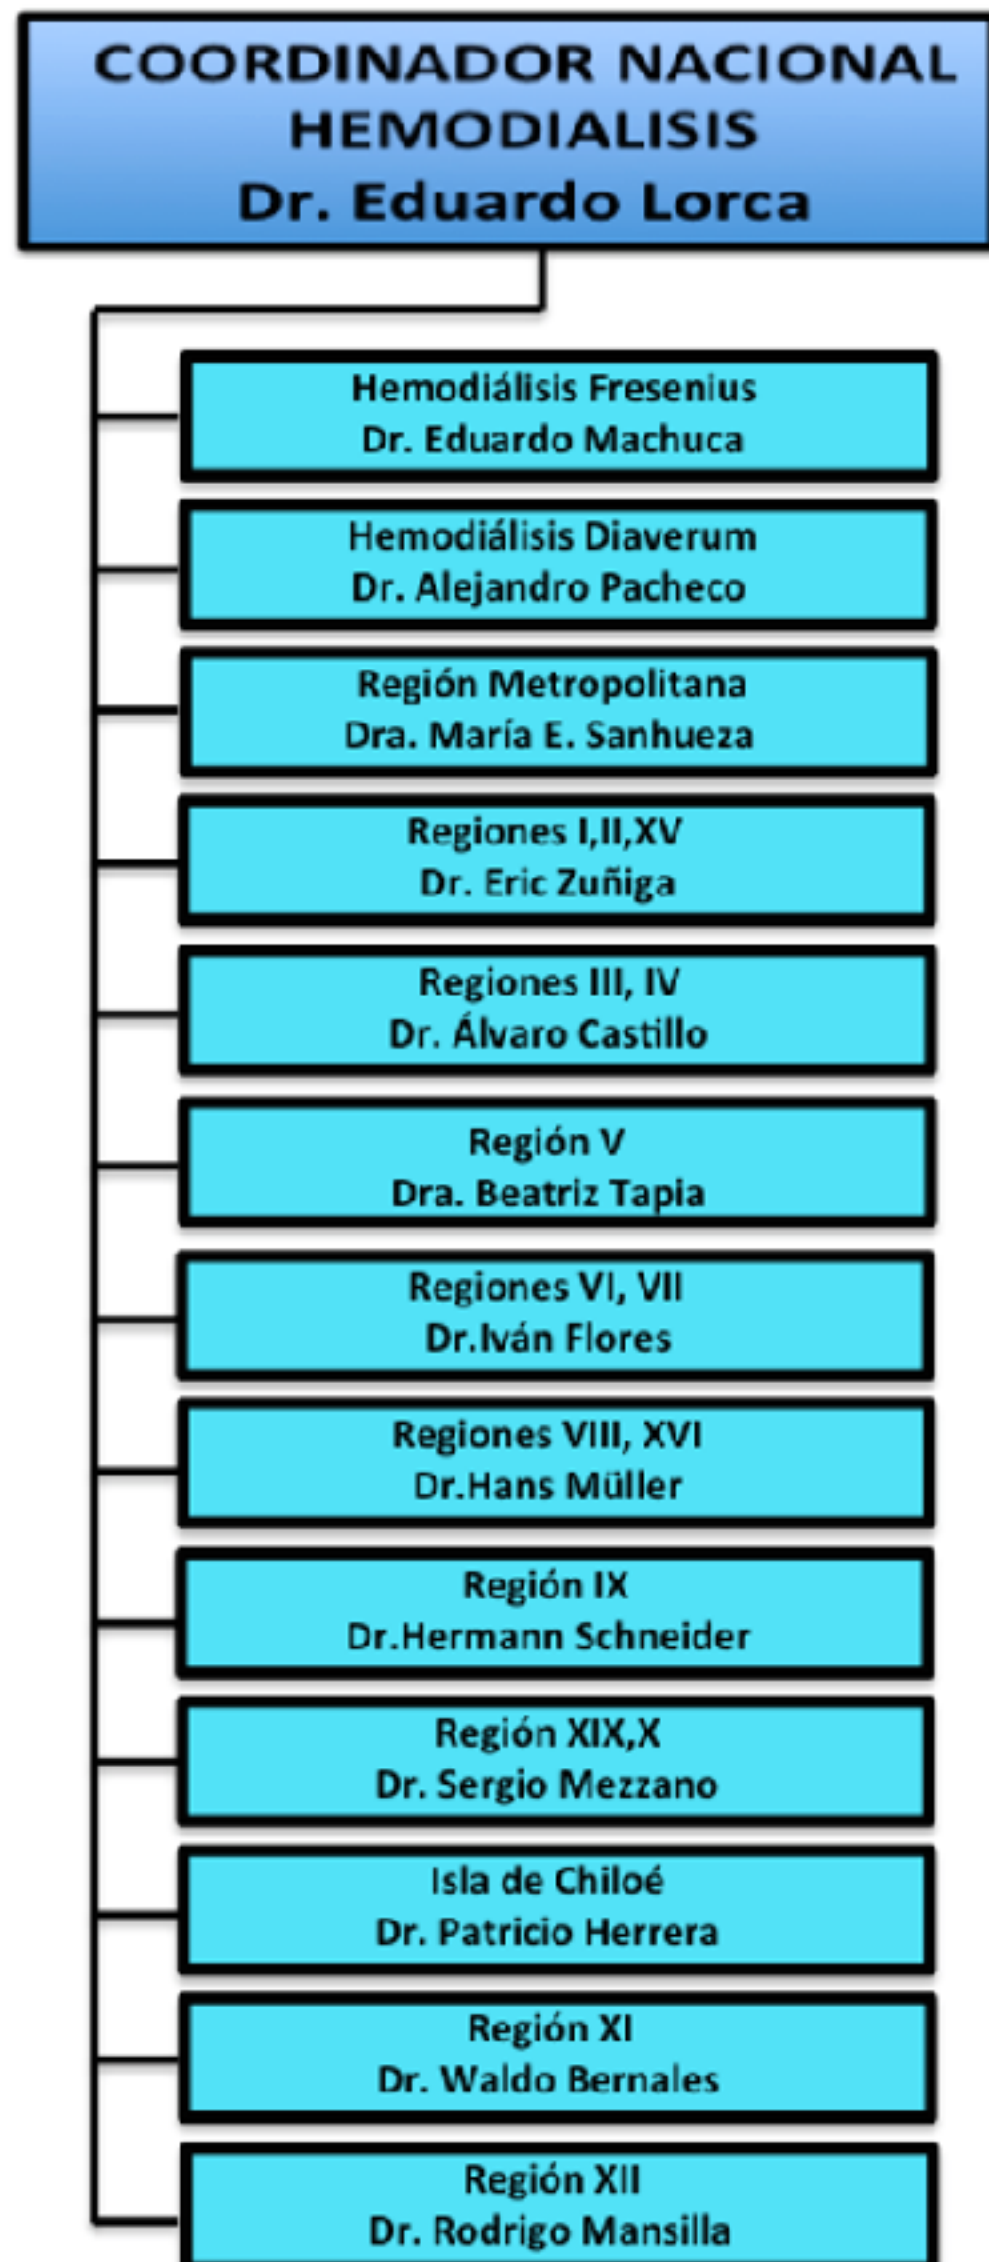 COORDINADOR NACIONAL
HEMODIALISIS
Dr. Eduardo Lorca
Hemodiálisis Fresenius
Dr. Eduardo Machuca
Hemodiálisis Diaverum
Dr. Alejandro Pacheco
Región Metropolitana
Dra. María E. Sanhueza
Regiones I,II,XV
Dr. Eric Zuñiga
Regiones III, IV
Dr. Álvaro Castillo
Región V
Dra. Beatriz Tapia
Regiones VI, VII
Dr.Iván Flores
Regiones VIII, XVI
Dr.Hans Müller
Región IX
Dr.Hermann Schneider
Región XIX,X
Dr. Sergio Mezzano
Isla de Chiloé
Dr. Patricio Herrera
Región XI
Dr. Waldo Bernales
Región XII
Dr. Rodrigo Mansilla